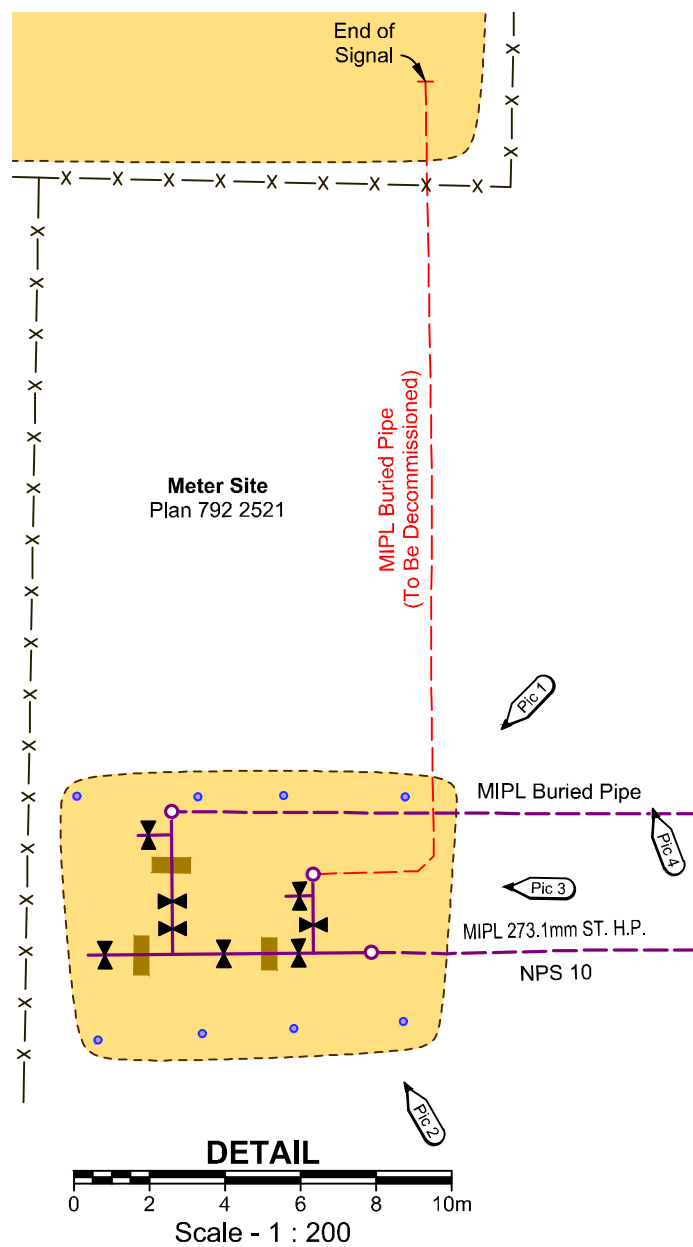 End of
Signal
MIPL Buried Pipe
(To Be Decommissioned)
Meter Site
Plan 792 2521
Pic 1
MIPL Buried Pipe
Pic 4
Pic 3
MIPL 273.1mm ST. H.P.
NPS 10
Pic 2
DETAIL
0 2 4 6 8 10m
Scale - 1 : 200